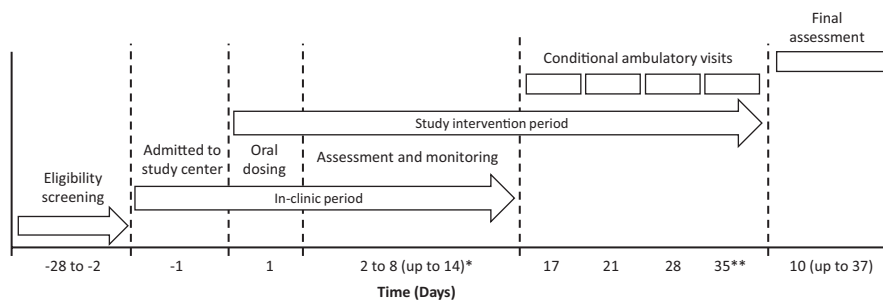 Final
assessment
Conditional ambulatory visits
Study intervention period
Admitted to
study center
Oral
dosing
Assessment and monitoring
Eligibility
screening
In-clinic period
-28 to -2
-1
1
2 to 8 (up to 14)*
17
21
28
35**
10 (up to 37)
Time (Days)